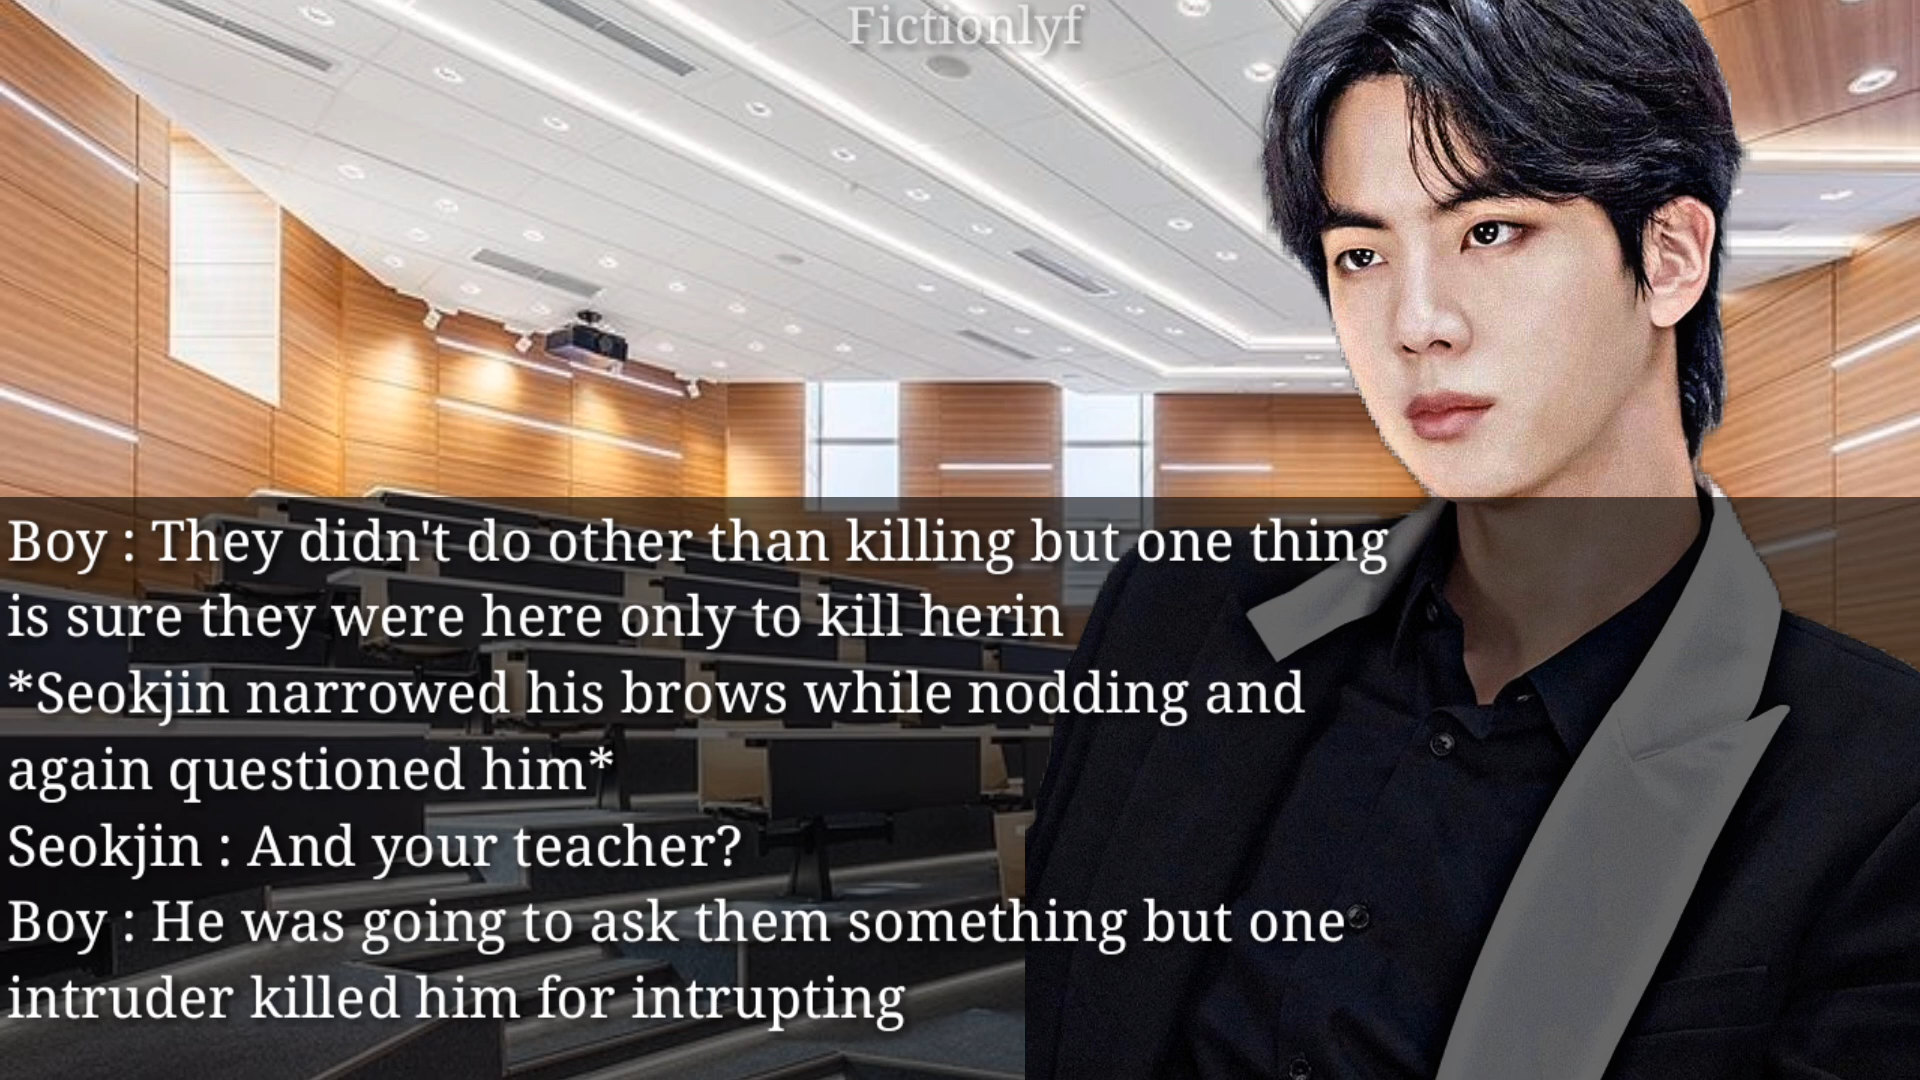 Fictionlyf
Boy : They didn't do other than killing but one thing
is sure they were here only to kill herin
*Seokjin narrowed his brows while nodding and
again questioned him*
Seokjin : And your teacher?
Boy : He was going to ask them something but one
intruder killed him for intrupting